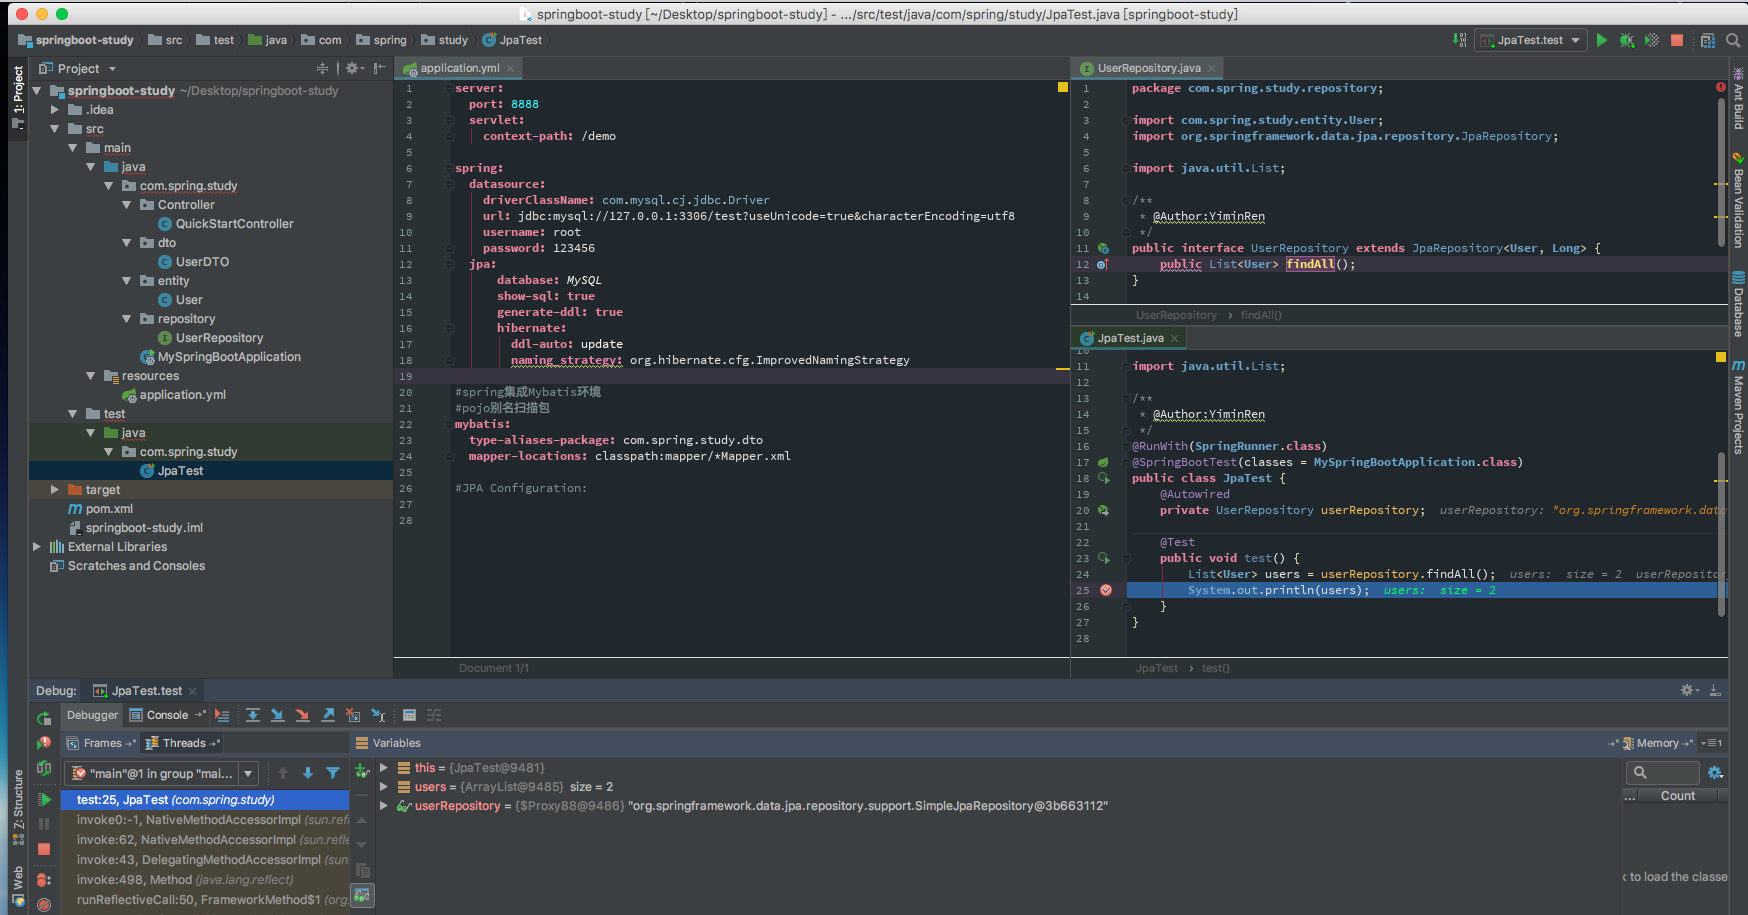 springboot-study [~/Desktop/springboot-study] - .../src/test/java/com/spring/study/JpaTest.java [springboot-study]
springboot-study src test java com spring study JpaTest
JpaTest.test
1: Project
Z: Structure
Web
Project
springboot-study ~/Desktop/springboot-study
.idea
src
main
java
com.spring.study
Controller
QuickStartController
dto
UserDTO
entity
User
repository
UserRepository
MySpringBootApplication
resources
application.yml
test
java
com.spring.study
JpaTest
target
pom.xml
springboot-study.iml
External Libraries
Scratches and Consoles
application.yml
1 server:
2 port: 8888
3 servlet:
4 context-path: /demo
5
6 spring:
7 datasource:
8 driverClassName: com.mysql.cj.jdbc.Driver
9 url: jdbc:mysql://127.0.0.1:3306/test?useUnicode=true&characterEncoding=utf8
10 username: root
11 password: 123456
12 jpa:
13 database: MySQL
14 show-sql: true
15 generate-ddl: true
16 hibernate:
17 ddl-auto: update
18 naming_strategy: org.hibernate.cfg.ImprovedNamingStrategy
19
20 #spring集成Mybatis环境
21 #pojo别名扫描包
22 mybatis:
23 type-aliases-package: com.spring.study.dto
24 mapper-locations: classpath:mapper/*Mapper.xml
25
26 #JPA Configuration:
27
28
Document 1/1
UserRepository.java
1 package com.spring.study.repository;
2
3 import com.spring.study.entity.User;
4 import org.springframework.data.jpa.repository.JpaRepository;
5
6 import java.util.List;
7
8 /**
9 * @Author:YiminRen
10 */
11 public interface UserRepository extends JpaRepository<User, Long> {
12 public List<User> findAll();
13 }
14
UserRepository › findAll()
JpaTest.java
10
11 import java.util.List;
12
13 /**
14 * @Author:YiminRen
15 */
16 @RunWith(SpringRunner.class)
17 @SpringBootTest(classes = MySpringBootApplication.class)
18 public class JpaTest {
19 @Autowired
20 private UserRepository userRepository; userRepository: "org.springframework.data
21
22 @Test
23 public void test() {
24 List<User> users = userRepository.findAll(); users: size = 2 userRepository
25 System.out.println(users); users: size = 2
26 }
27 }
28
JpaTest › test()
Ant Build
Bean Validation
Database
Maven Projects
Debug: JpaTest.test
Debugger Console
Frames Threads
Variables
Memory
1
"main"@1 in group "mai...
test:25, JpaTest (com.spring.study)
invoke0:-1, NativeMethodAccessorImpl (sun.refle
invoke:62, NativeMethodAccessorImpl (sun.refle
invoke:43, DelegatingMethodAccessorImpl (sun.
invoke:498, Method (java.lang.reflect)
runReflectiveCall:50, FrameworkMethod$1 (org.
this = {JpaTest@9481}
users = {ArrayList@9485} size = 2
userRepository = {$Proxy88@9486} "org.springframework.data.jpa.repository.support.SimpleJpaRepository@3b663112"
... Count
k to load the classe